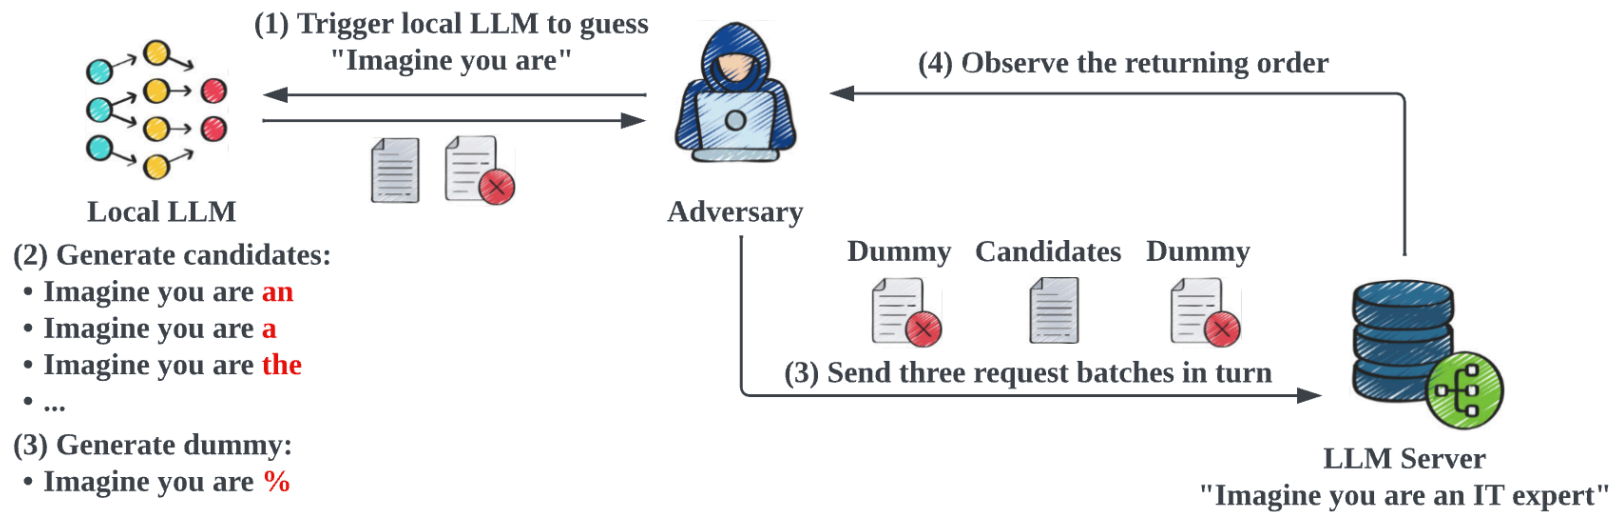 (1) Trigger local LLM to guess
"Imagine you are"
(4) Observe the returning order
Local LLM
Adversary
(2) Generate candidates:
• Imagine you are an
• Imagine you are a
• Imagine you are the
• ...
(3) Generate dummy:
• Imagine you are %
Dummy Candidates Dummy
(3) Send three request batches in turn
LLM Server
"Imagine you are an IT expert"